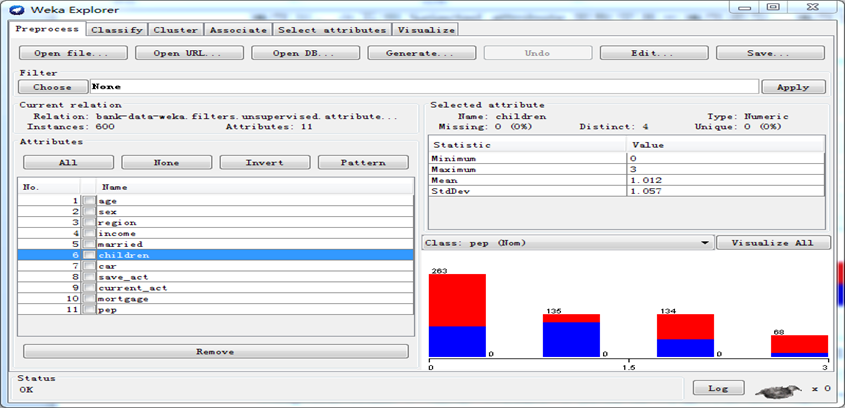 Weka Explorer
Preprocess Classify Cluster Associate Select attributes Visualize
Open file... Open URL... Open DB... Generate... Undo Edit... Save...
Filter
Choose None Apply
Current relation
Relation: bank-data-weka.filters.unsupervised.attribute...
Instances: 600 Attributes: 11
Attributes
All None Invert Pattern
No. Name
1 age
2 sex
3 region
4 income
5 married
6 children
7 car
8 save_act
9 current_act
10 mortgage
11 pep
Remove
Selected attribute
Name: children Type: Numeric
Missing: 0 (0%) Distinct: 4 Unique: 0 (0%)
Statistic Value
Minimum 0
Maximum 3
Mean 1.012
StdDev 1.057
Class: pep (Nom) Visualize All
263
135 134
68
0 0 0
0 1.5 3
Status
OK
Log x 0